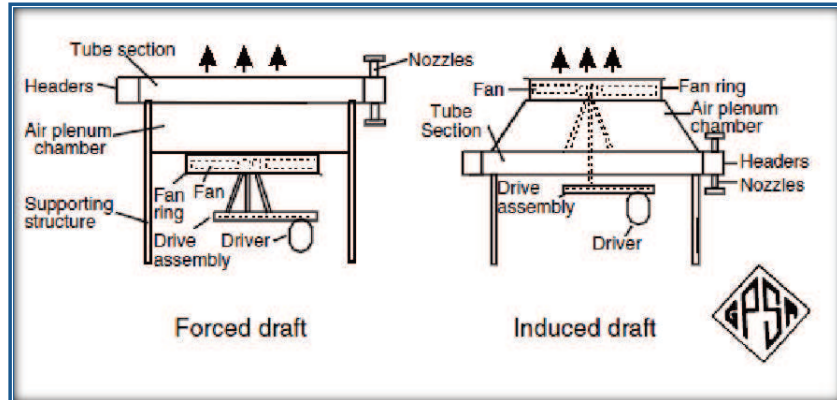 Tube section
Headers
Nozzles
Air plenum
chamber
Fan
ring
Fan
Supporting
structure
Drive
assembly
Driver
Forced draft
Fan
Fan ring
Tube
Section
Air plenum
chamber
Headers
Nozzles
Drive
assembly
Driver
Induced draft
GPSA